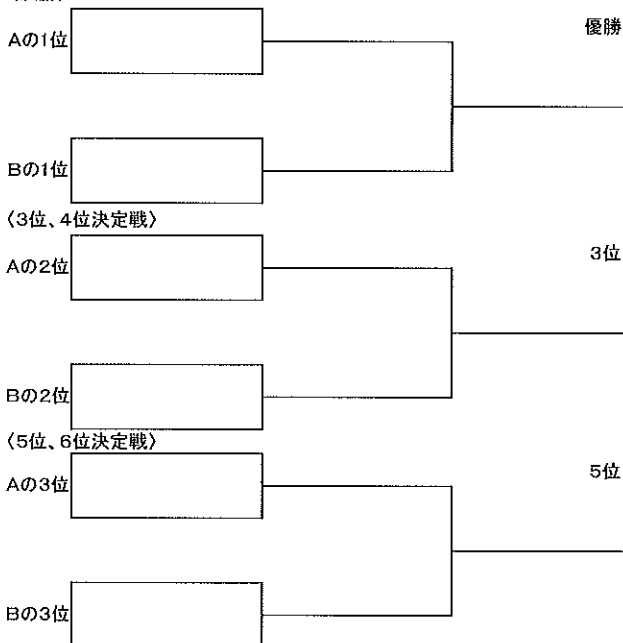 Aの1位
優勝
Bの1位
〈3位、4位決定戦〉
Aの2位
3位
Bの2位
〈5位、6位決定戦〉
Aの3位
5位
Bの3位